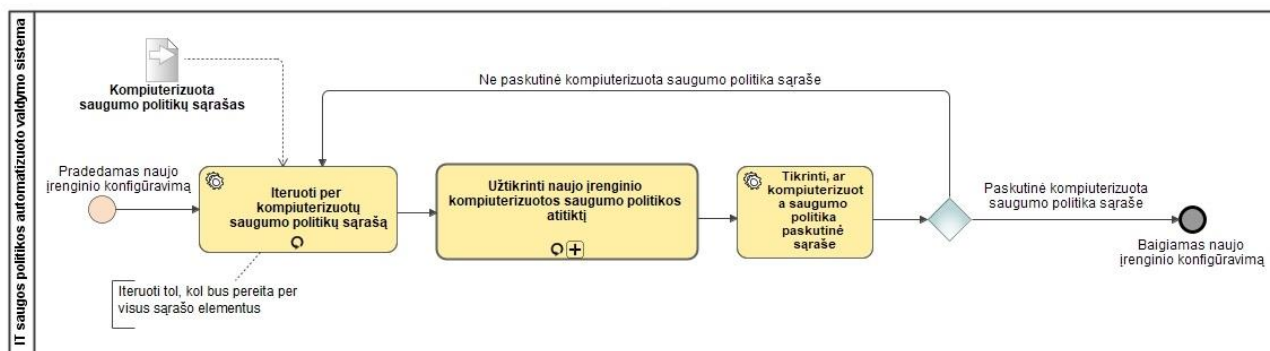 IT saugos politikos automatizuoto valdymo sistema
Kompiuterizuota
saugumo politikų sąrašas
Ne paskutinė kompiuterizuota saugumo politika sąraše
Pradedamas naujo
įrenginio konfigūravimą
Iteruoti per
kompiuterizuotų
saugumo politikų sąrašą
Užtikrinti naujo įrenginio
kompiuterizuotos saugumo politikos
atitiktį
Tikrinti, ar
kompiuterizuot
a saugumo
politika
paskutinė
sąraše
Paskutinė kompiuterizuota
saugumo politika sąraše
Baigiamas naujo
įrenginio konfigūravimą
Iteruoti tol, kol bus pereita per
visus sąrašo elementus